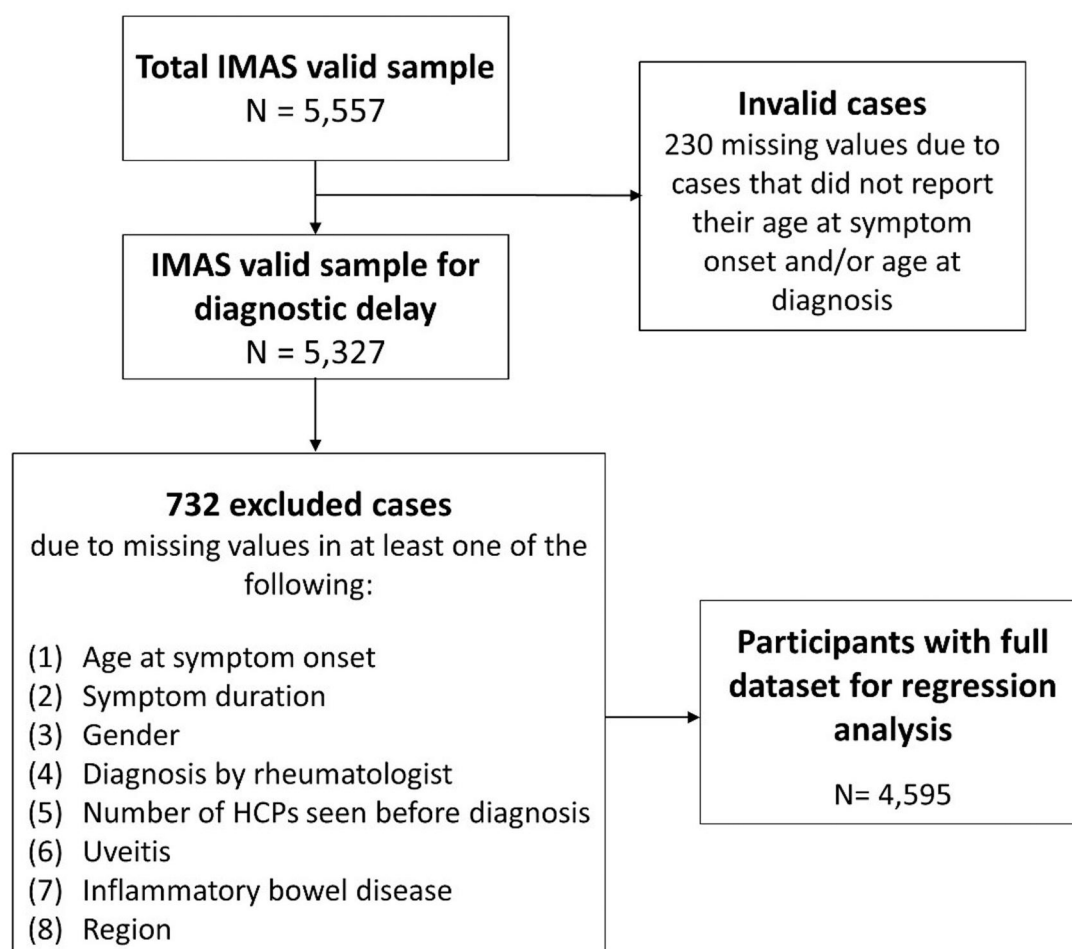 Total IMAS valid sample
N = 5,557
Invalid cases
230 missing values due to
cases that did not report
their age at symptom
onset and/or age at
diagnosis
IMAS valid sample for
diagnostic delay
N = 5,327
732 excluded cases
due to missing values in at least one of the
following:
(1) Age at symptom onset
(2) Symptom duration
(3) Gender
(4) Diagnosis by rheumatologist
(5) Number of HCPs seen before diagnosis
(6) Uveitis
(7) Inflammatory bowel disease
(8) Region
Participants with full
dataset for regression
analysis
N= 4,595